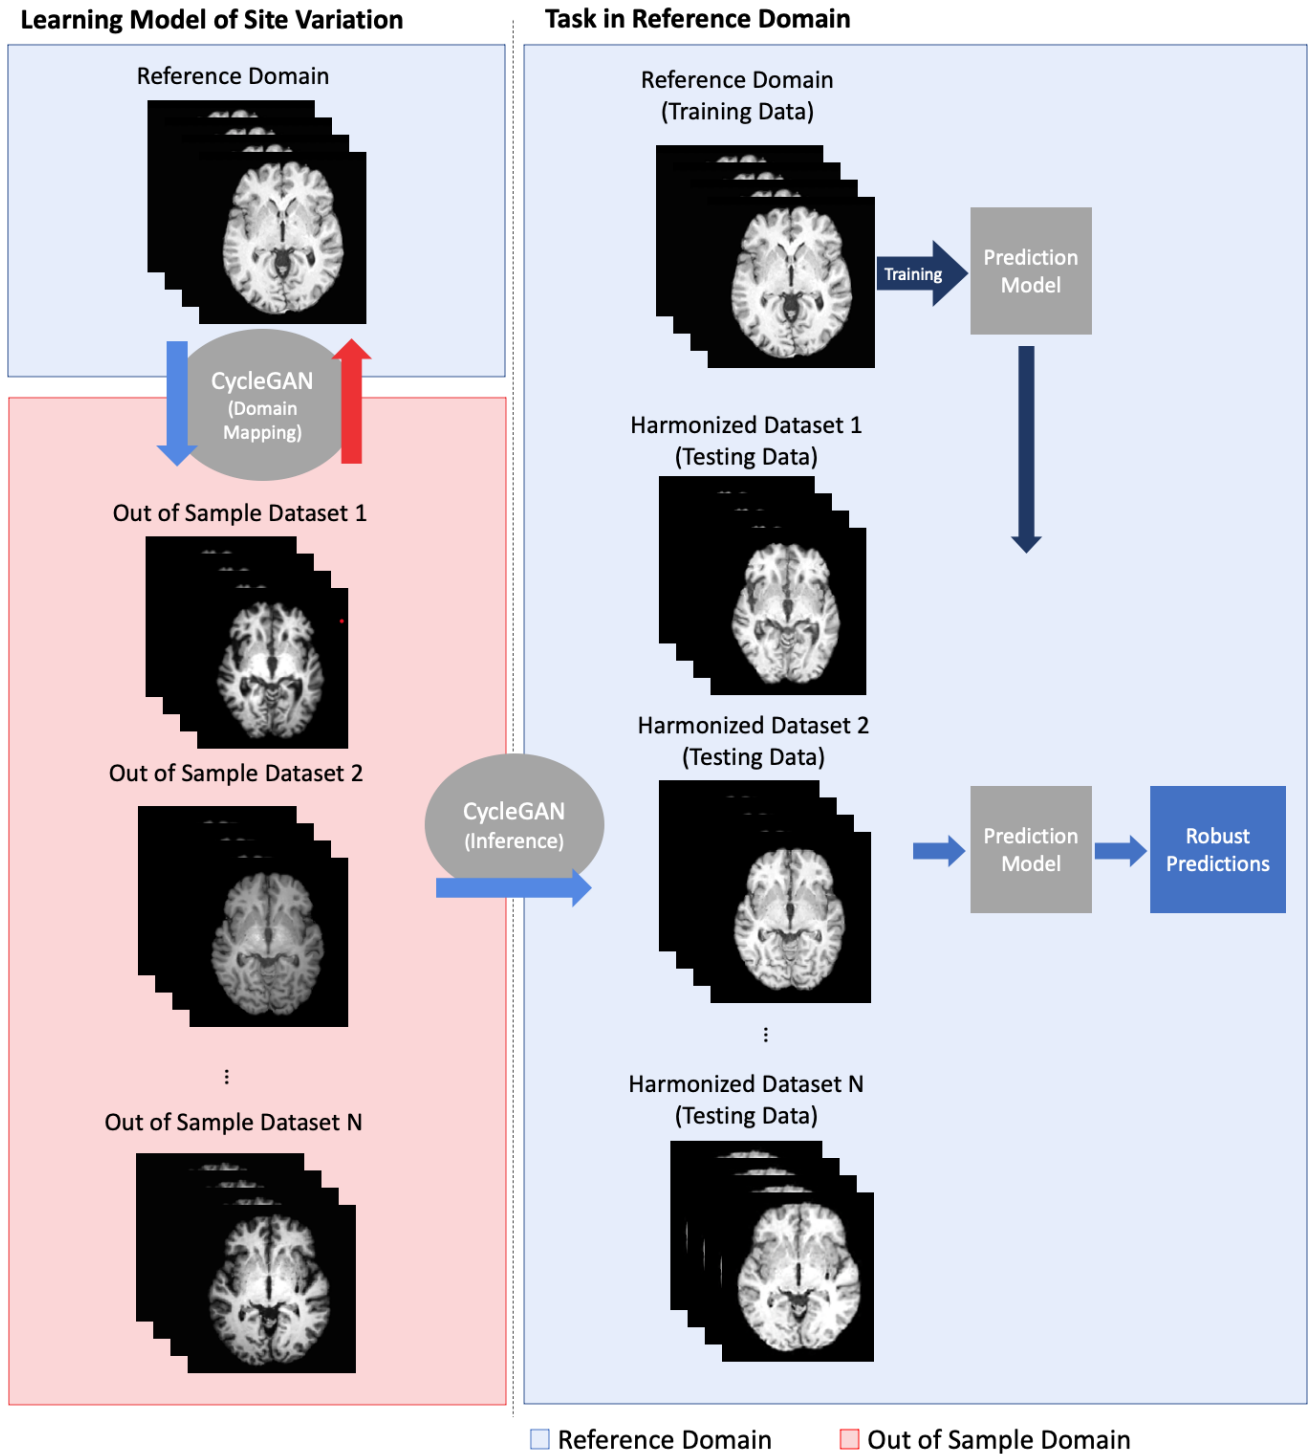 Learning Model of Site Variation
Task in Reference Domain
Reference Domain
CycleGAN
(Domain
Mapping)
Out of Sample Dataset 1
Out of Sample Dataset 2
...
Out of Sample Dataset N
CycleGAN
(Inference)
Reference Domain
(Training Data)
Training
Prediction
Model
Harmonized Dataset 1
(Testing Data)
Harmonized Dataset 2
(Testing Data)
...
Harmonized Dataset N
(Testing Data)
Prediction
Model
Robust
Predictions
Reference Domain
Out of Sample Domain